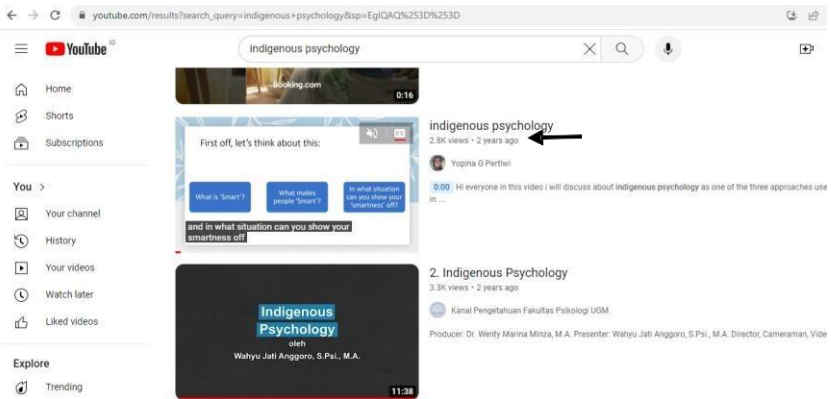 youtube.com/results?search_query=indigenous+psychology&sp=EgIQAQ%253D%253D
YouTube ID
indigenous psychology
Home
Shorts
Subscriptions
You >
Your channel
History
Your videos
Watch later
Liked videos
Explore
Trending
Booking.com
0:16
First off, let's think about this:
CC
What is 'Smart'?
What makes people 'Smart'?
In what situation can you show your 'smartness' off?
and in what situation can you show your
smartness off
indigenous psychology
2.8K views • 2 years ago
Yopina G Pertiwi
0:00 Hi everyone in this video i will discuss about indigenous psychology as one of the three approaches use
in ...
Indigenous
Psychology
oleh
Wahyu Jati Anggoro, S.Psi., M.A.
11:38
2. Indigenous Psychology
3.3K views • 2 years ago
Kanal Pengetahuan Fakultas Psikologi UGM
Producer: Dr. Wenty Marina Minza, M.A. Presenter: Wahyu Jati Anggoro, S.Psi., M.A. Director, Cameraman, Vide